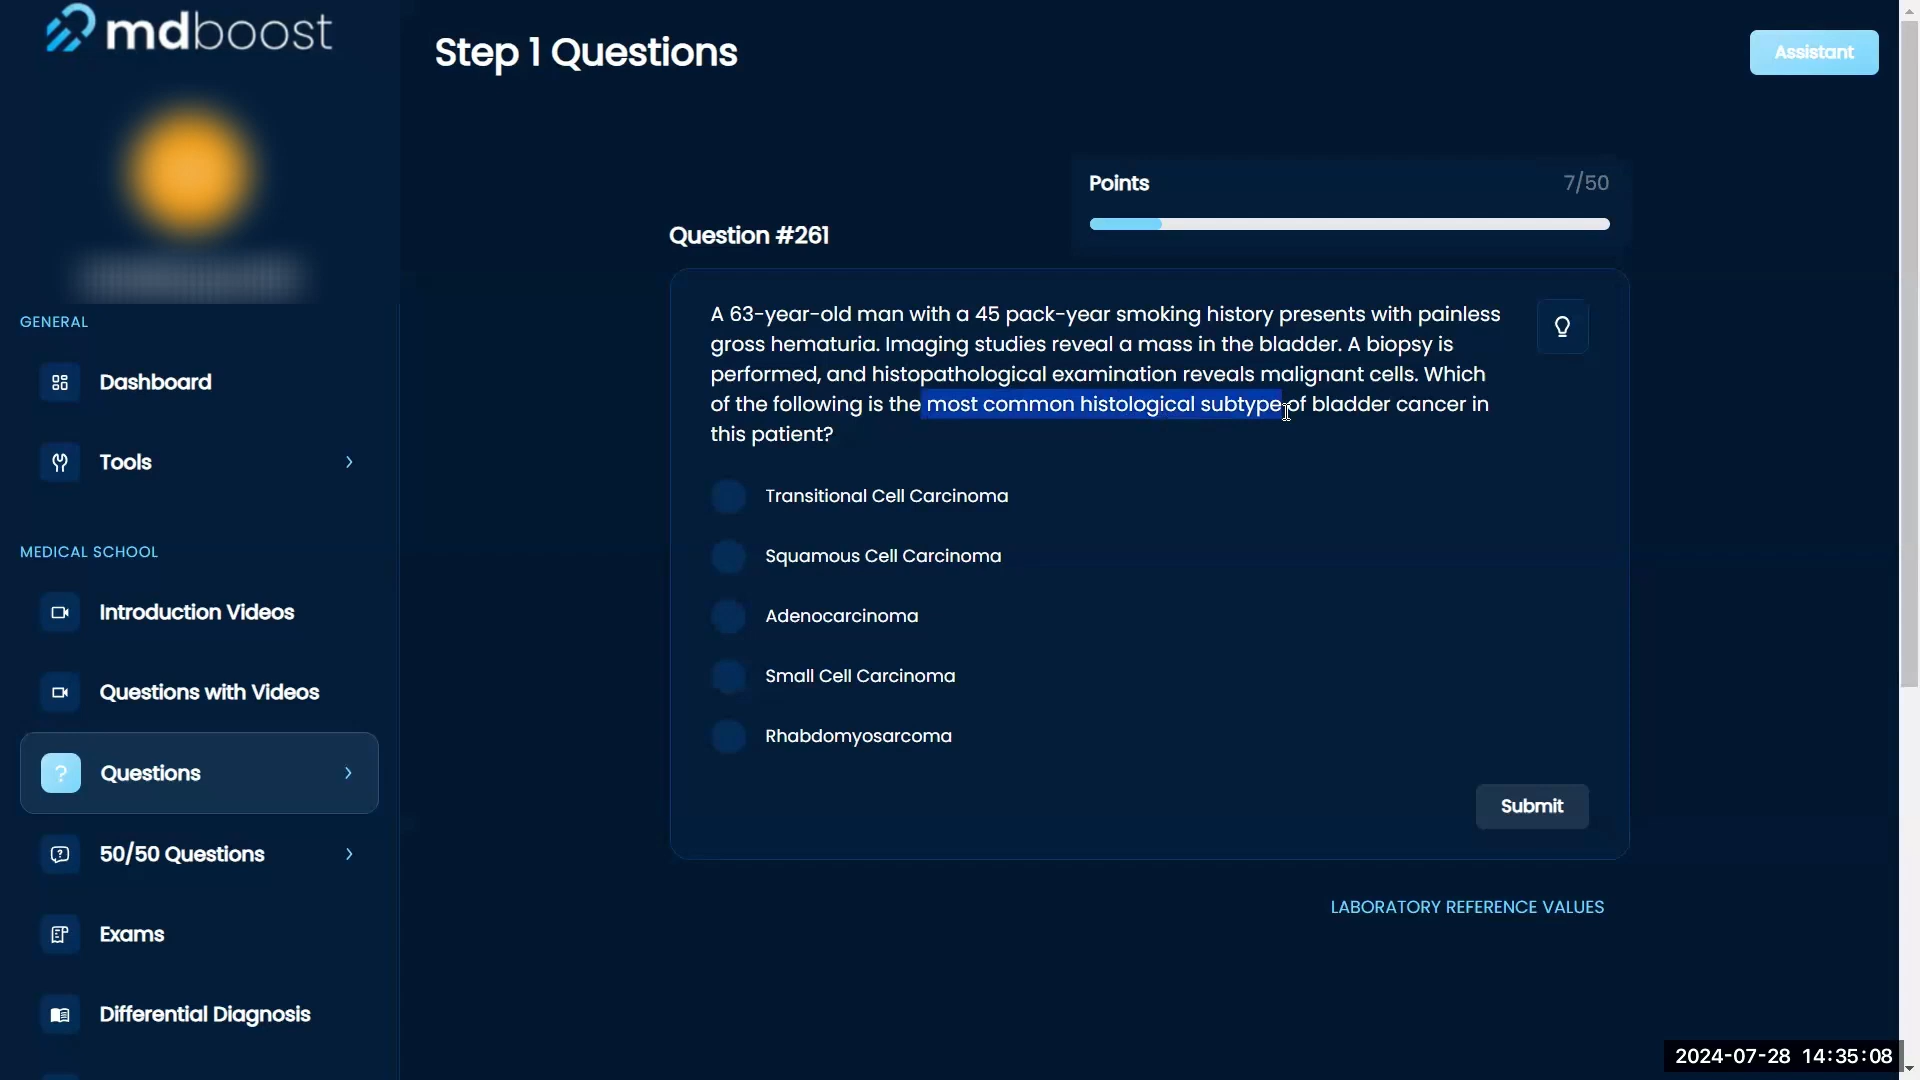 mdboost
Step 1 Questions
Assistant
Points
7/50
Question #261
A 63-year-old man with a 45 pack-year smoking history presents with painless
gross hematuria. Imaging studies reveal a mass in the bladder. A biopsy is
performed, and histopathological examination reveals malignant cells. Which
of the following is the most common histological subtype of bladder cancer in
this patient?
Transitional Cell Carcinoma
Squamous Cell Carcinoma
Adenocarcinoma
Small Cell Carcinoma
Rhabdomyosarcoma
Submit
LABORATORY REFERENCE VALUES
GENERAL
Dashboard
Tools
MEDICAL SCHOOL
Introduction Videos
Questions with Videos
? Questions
50/50 Questions
Exams
Differential Diagnosis
2024-07-28 14:35:08